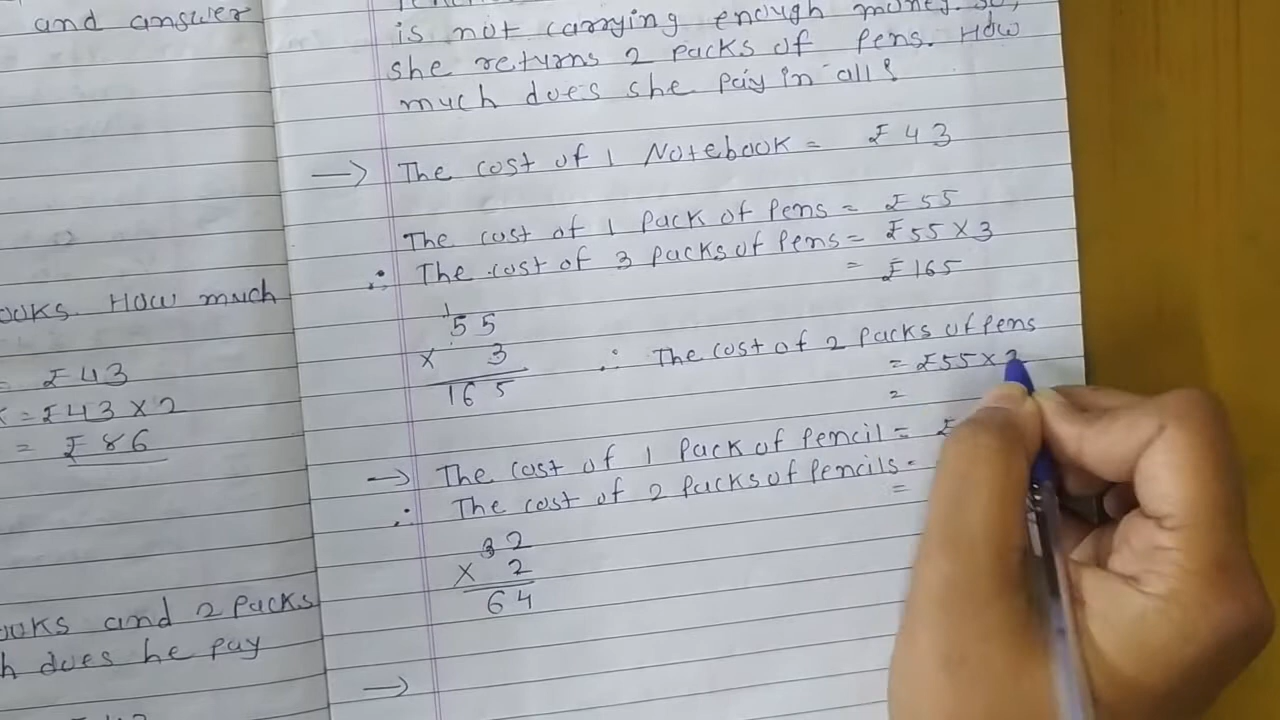 and answer
ooks. How much
= ₹43
= ₹43 × 2
= ₹86
ooks and 2 Packs
h does he pay
is not carrying enough money. So,
she returns 2 Packs of Pens. How
much does she pay in all?
→ The cost of 1 Notebook = ₹43
The cost of 1 Pack of Pens = ₹55
∴ The cost of 3 Packs of Pens = ₹55 × 3
= ₹165
1
55
× 3
165
∴ The cost of 2 Packs of Pens
= ₹55 × 2
=
→ The cost of 1 Pack of Pencil = ₹
∴ The cost of 2 Packs of Pencils =
=
32
× 2
64
→